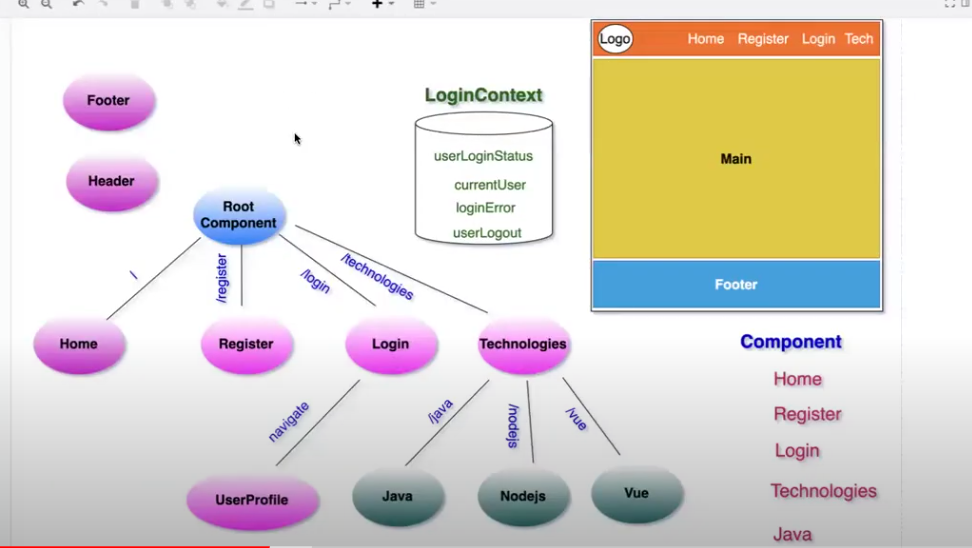 Logo
Home Register Login Tech
Main
Footer
Footer
Header
Root
Component
LoginContext
userLoginStatus
currentUser
loginError
userLogout
/
/register
/login
/technologies
Home
Register
Login
Technologies
navigate
/java
/nodejs
/vue
UserProfile
Java
Nodejs
Vue
Component
Home
Register
Login
Technologies
Java